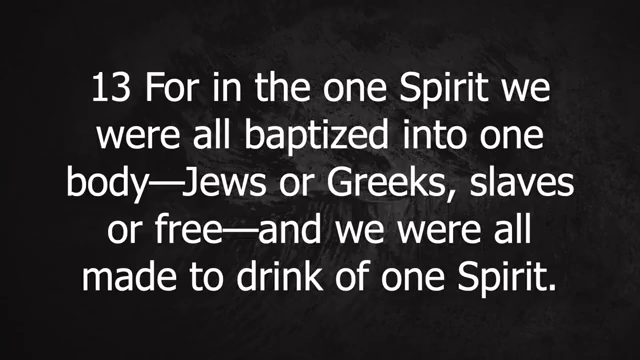 13 For in the one Spirit we
were all baptized into one
body—Jews or Greeks, slaves
or free—and we were all
made to drink of one Spirit.